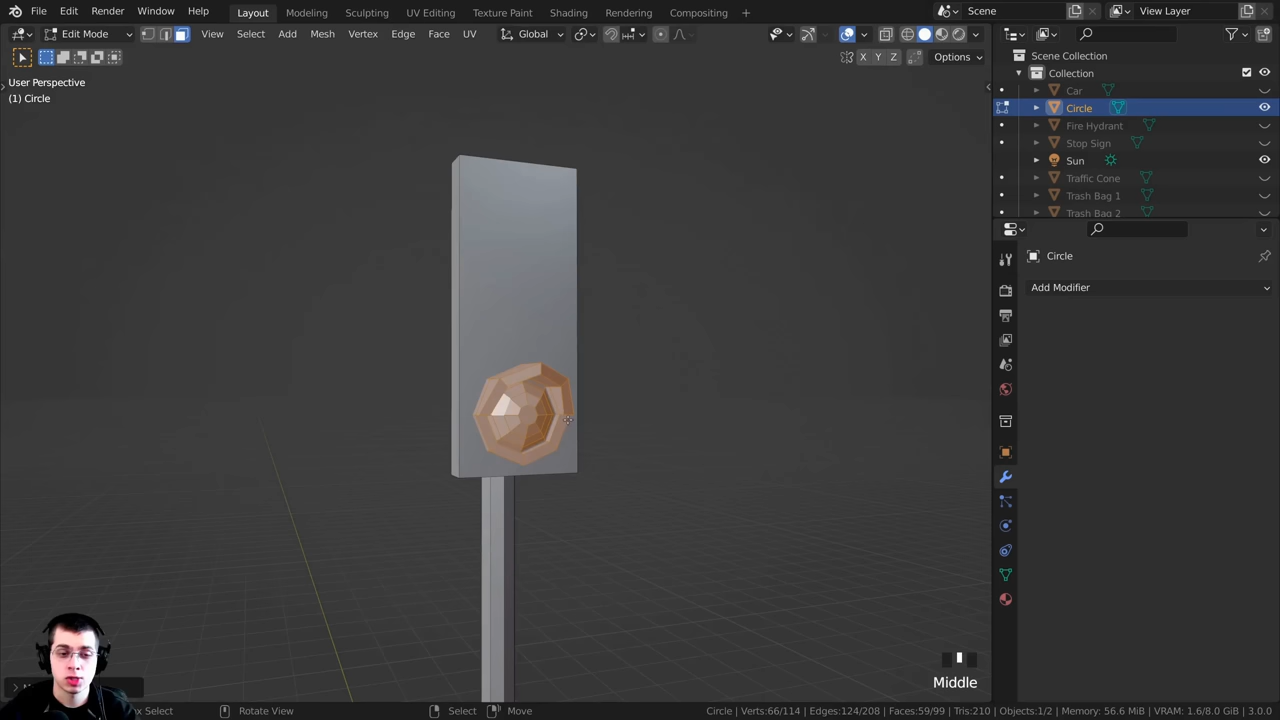 File Edit Render Window Help Layout Modeling Sculpting UV Editing Texture Paint Shading Rendering Compositing + Scene View Layer
Edit Mode View Select Add Mesh Vertex Edge Face UV Global
X Y Z Options
User Perspective
(1) Circle
Scene Collection
Collection
Car
Circle
Fire Hydrant
Stop Sign
Sun
Traffic Cone
Trash Bag 1
Trash Bag 2
Circle
Add Modifier
Middle
Select Rotate View Select Move Circle | Verts:66/114 | Edges:124/208 | Faces:59/99 | Tris:210 | Objects:1/2 | Memory: 56.6 MiB | VRAM: 1.6/8.0 GiB | 3.0.0